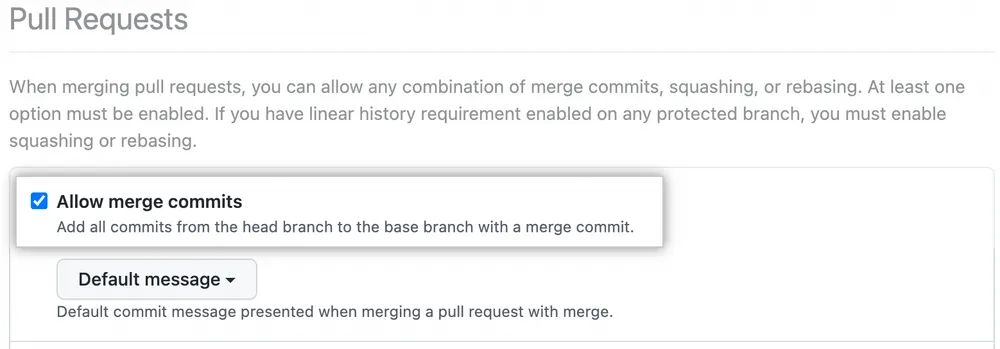 Pull Requests
When merging pull requests, you can allow any combination of merge commits, squashing, or rebasing. At least one
option must be enabled. If you have linear history requirement enabled on any protected branch, you must enable
squashing or rebasing.
Allow merge commits
Add all commits from the head branch to the base branch with a merge commit.
Default message
Default commit message presented when merging a pull request with merge.